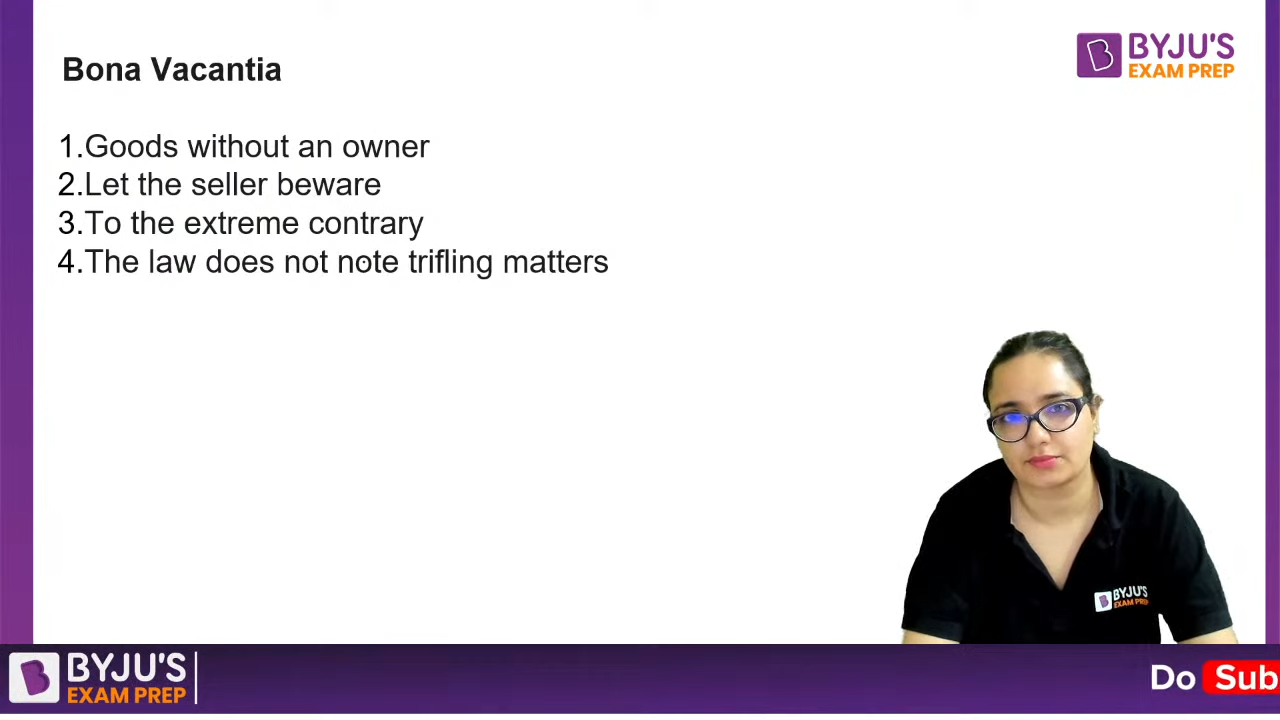 Bona Vacantia
BYJU'S
EXAM PREP
1.Goods without an owner
2.Let the seller beware
3.To the extreme contrary
4.The law does not note trifling matters
BYJU'S
EXAM PREP
BYJU'S
EXAM PREP
Do Sub